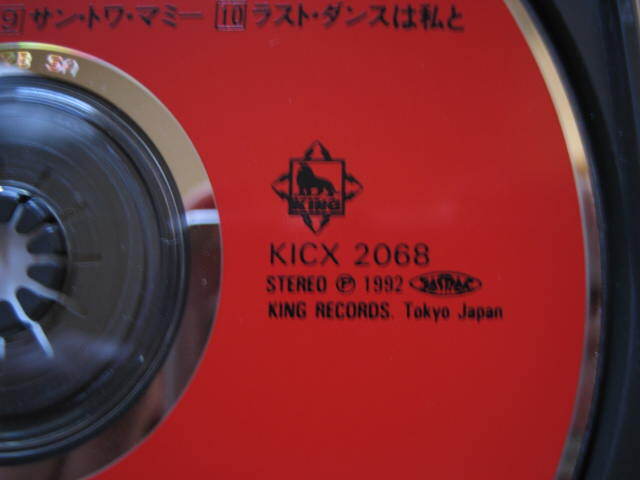 9 サン・トワ・マミー 10 ラスト・ダンスは私と
KING
KICX 2068
STEREO Ⓟ 1992 JASRAC
KING RECORDS. Tokyo Japan